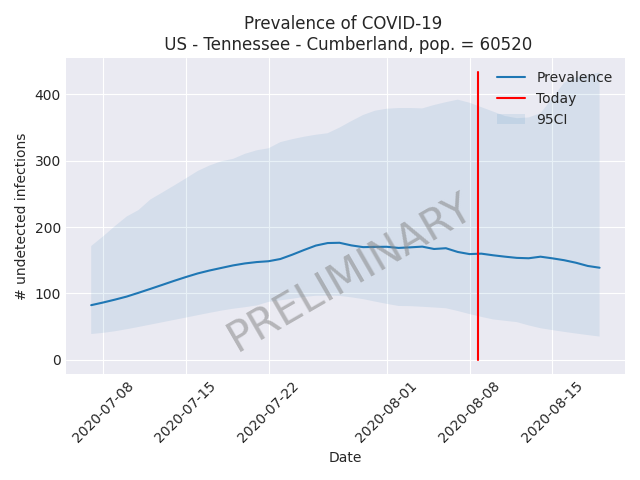 Prevalence of COVID-19
US - Tennessee - Cumberland, pop. = 60520
# undetected infections
400
300
200
100
0
Prevalence
Today
95CI
PRELIMINARY
2020-07-08
2020-07-15
2020-07-22
2020-08-01
2020-08-08
2020-08-15
Date